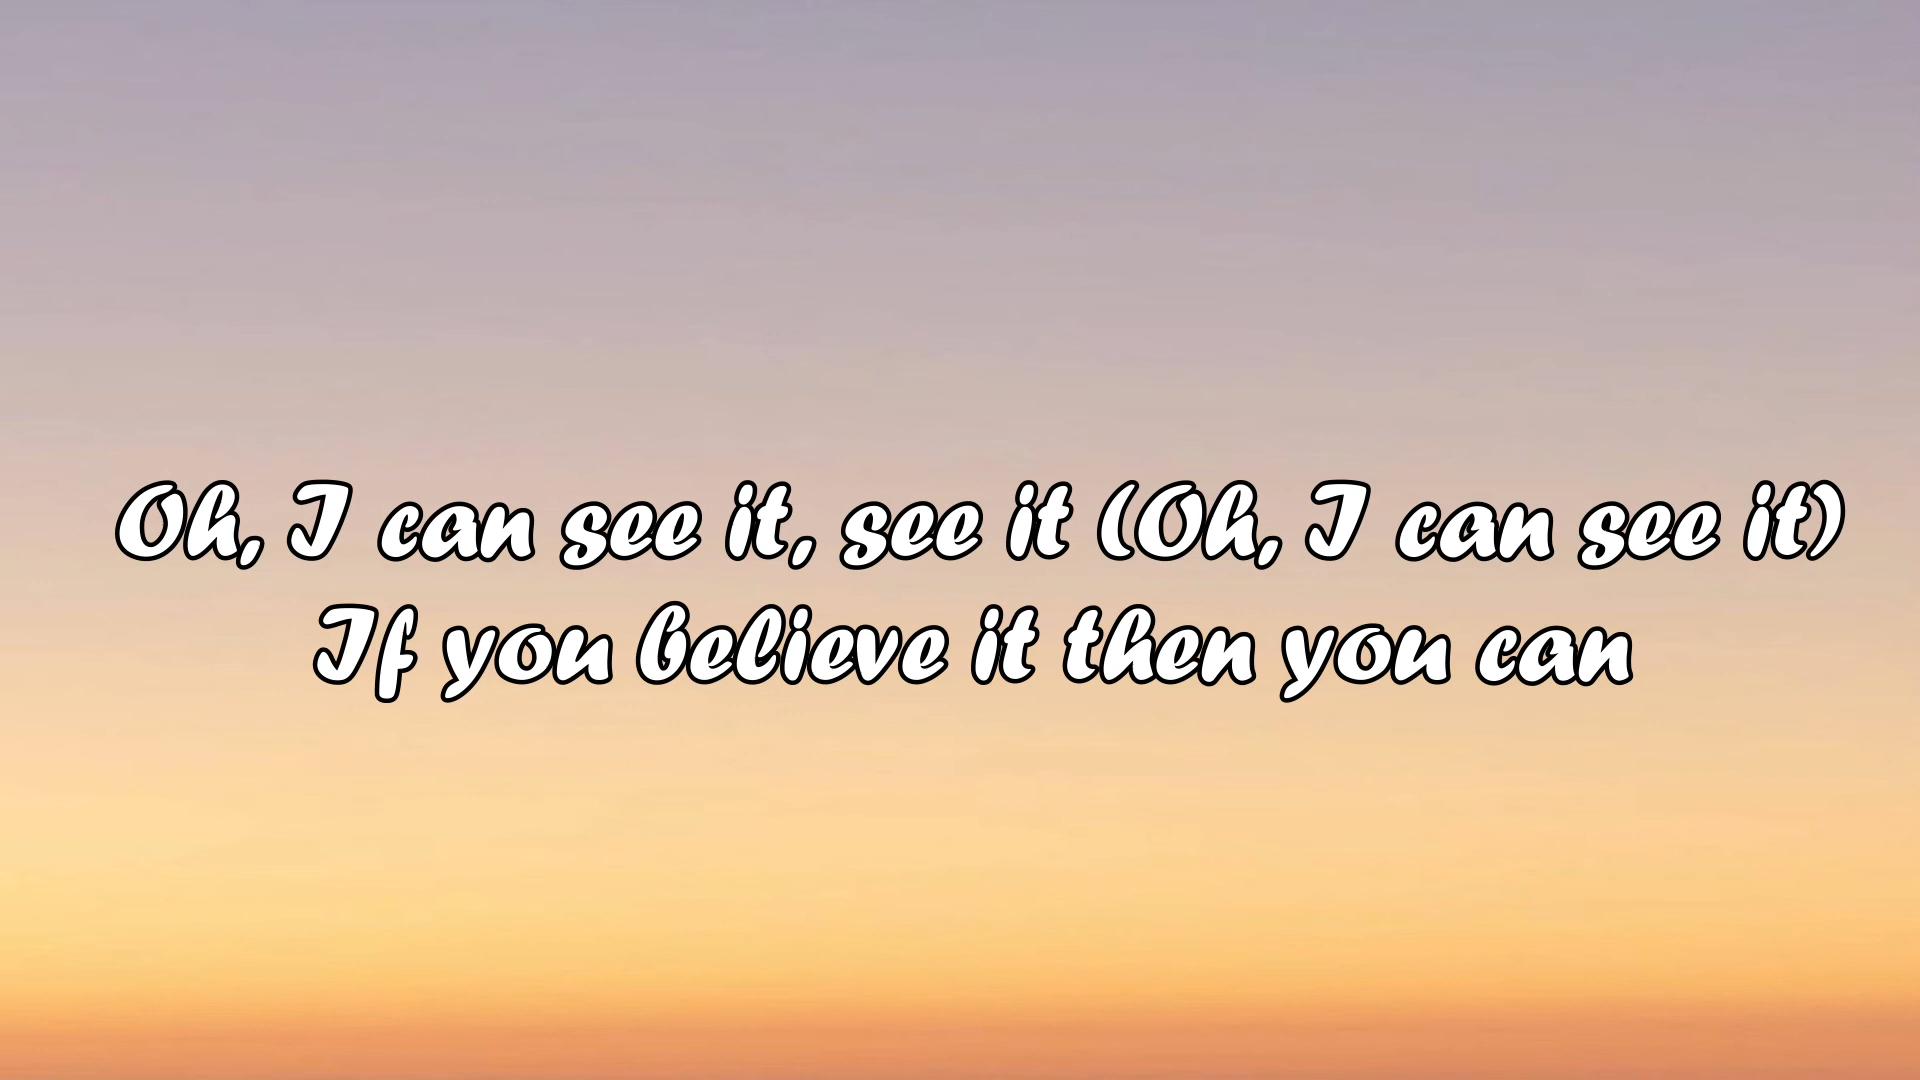 Oh, I can see it, see it (Oh, I can see it)
If you believe it then you can